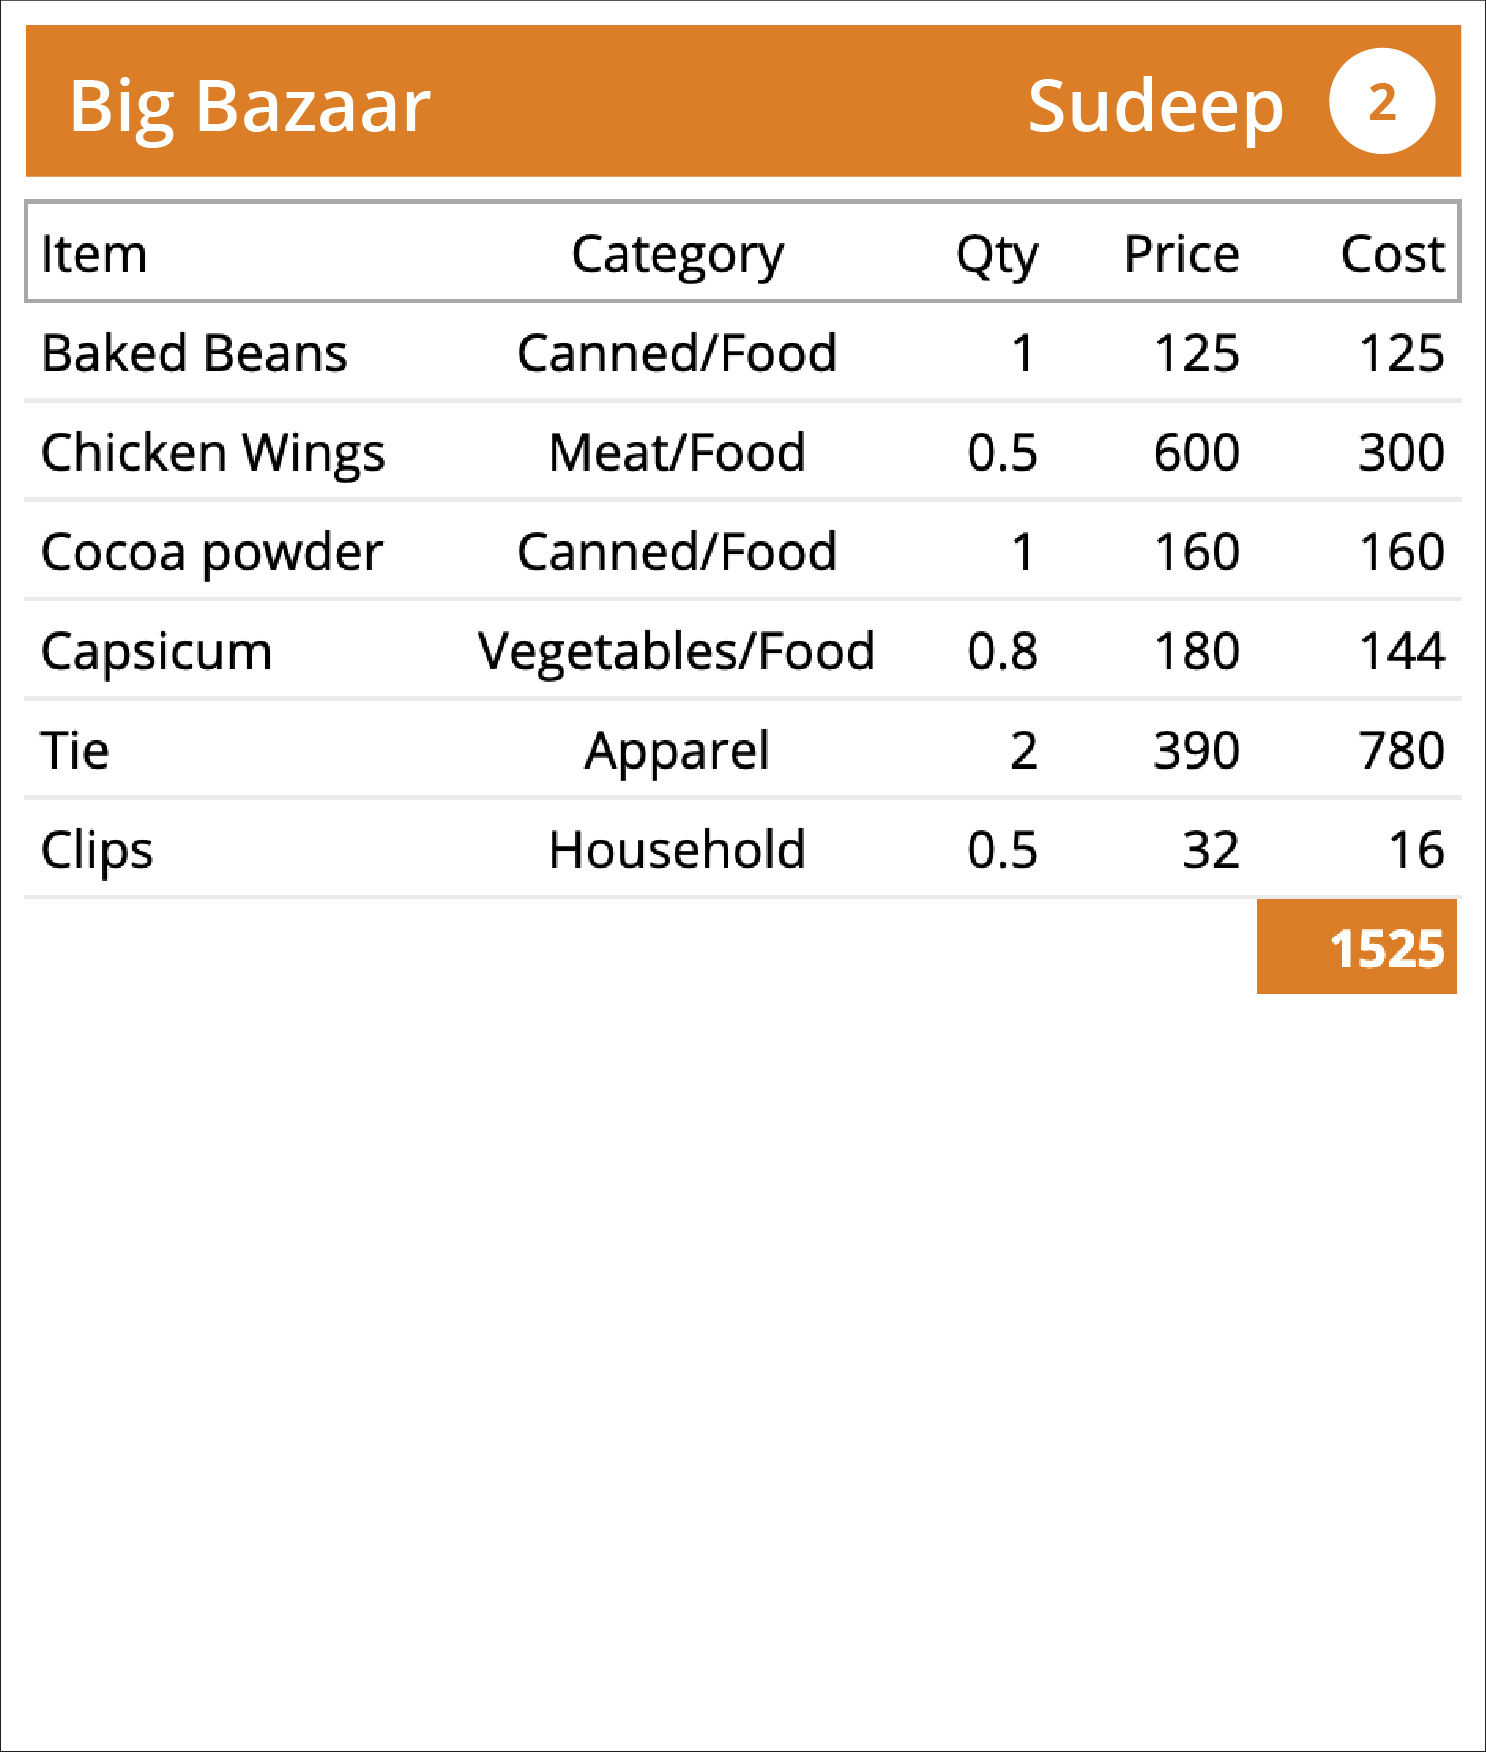 Big Bazaar Sudeep 2
Item Category Qty Price Cost
Baked Beans Canned/Food 1 125 125
Chicken Wings Meat/Food 0.5 600 300
Cocoa powder Canned/Food 1 160 160
Capsicum Vegetables/Food 0.8 180 144
Tie Apparel 2 390 780
Clips Household 0.5 32 16
1525